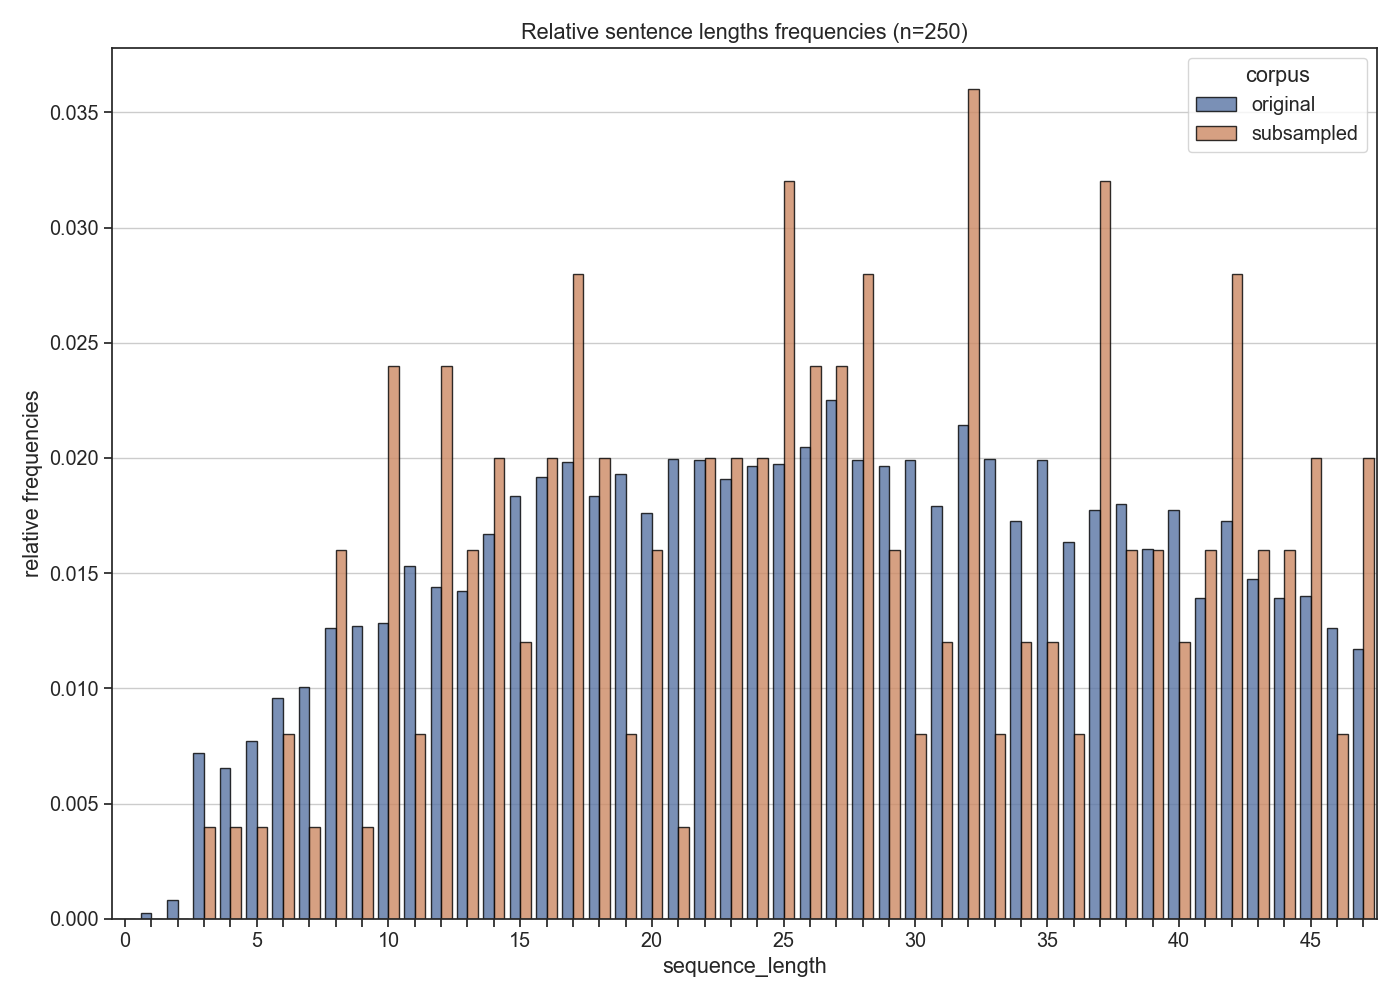 Relative sentence lengths frequencies (n=250)
corpus
original
subsampled
0.035
0.030
0.025
0.020
0.015
0.010
0.005
0.000
relative frequencies
0 5 10 15 20 25 30 35 40 45
sequence_length